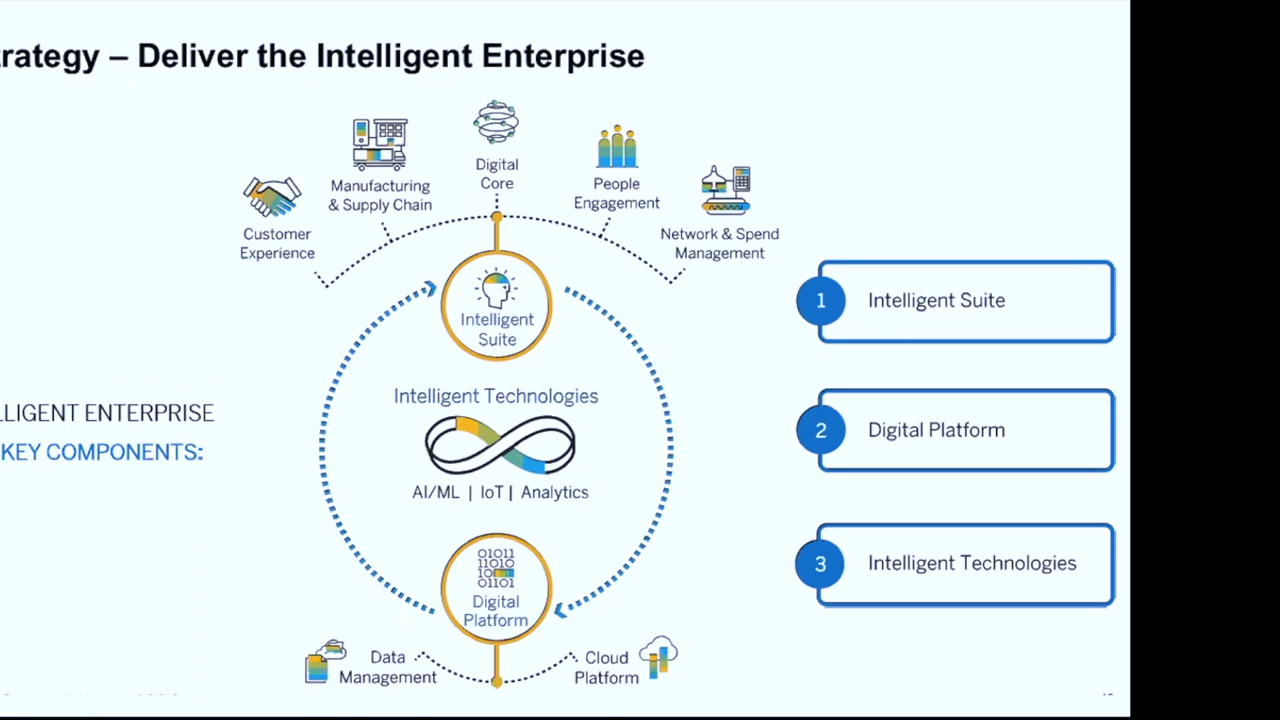 trategy – Deliver the Intelligent Enterprise
Digital
Core
Manufacturing
& Supply Chain
People
Engagement
Customer
Experience
Network & Spend
Management
Intelligent
Suite
Intelligent Technologies
AI/ML | IoT | Analytics
LLIGENT ENTERPRISE
KEY COMPONENTS:
01011
11010
10
01101
Digital
Platform
Data
Management
Cloud
Platform
1 Intelligent Suite
2 Digital Platform
3 Intelligent Technologies